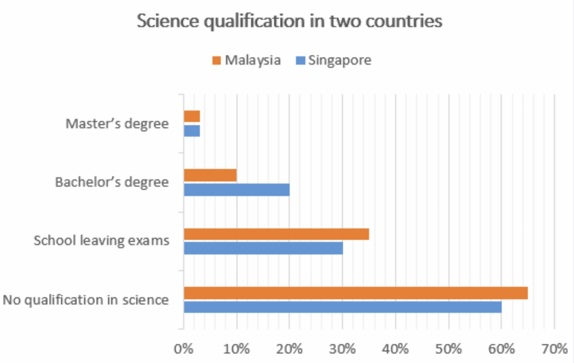 Science qualification in two countries
Malaysia Singapore
Master's degree
Bachelor's degree
School leaving exams
No qualification in science
0% 10% 20% 30% 40% 50% 60% 70%